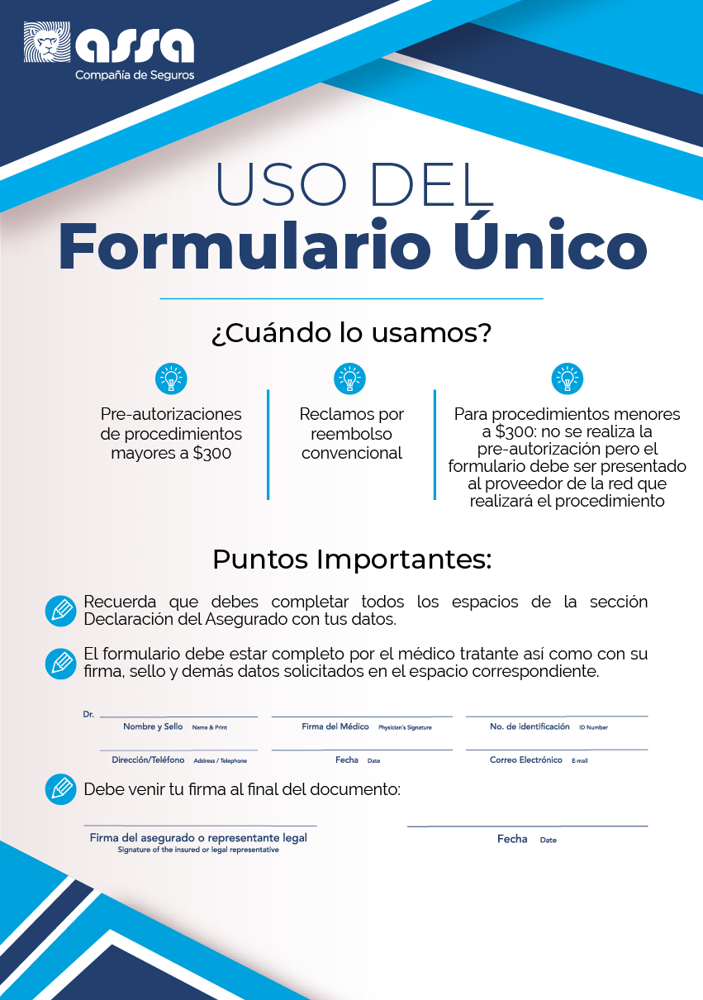 assa
Compañía de Seguros
USO DEL
Formulario Único
¿Cuándo lo usamos?
Pre-autorizaciones
de procedimientos
mayores a $300
Reclamos por
reembolso
convencional
Para procedimientos menores
a $300: no se realiza la
pre-autorización pero el
formulario debe ser presentado
al proveedor de la red que
realizará el procedimiento
Puntos Importantes:
Recuerda que debes completar todos los espacios de la sección
Declaración del Asegurado con tus datos.
El formulario debe estar completo por el médico tratante así como con su
firma, sello y demás datos solicitados en el espacio correspondiente.
Dr.
Nombre y Sello Name & Print
Firma del Médico Physician's Signature
No. de identificación ID Number
Dirección/Teléfono Address / Telephone
Fecha Date
Correo Electrónico E-mail
Debe venir tu firma al final del documento:
Firma del asegurado o representante legal
Signature of the insured or legal representative
Fecha Date